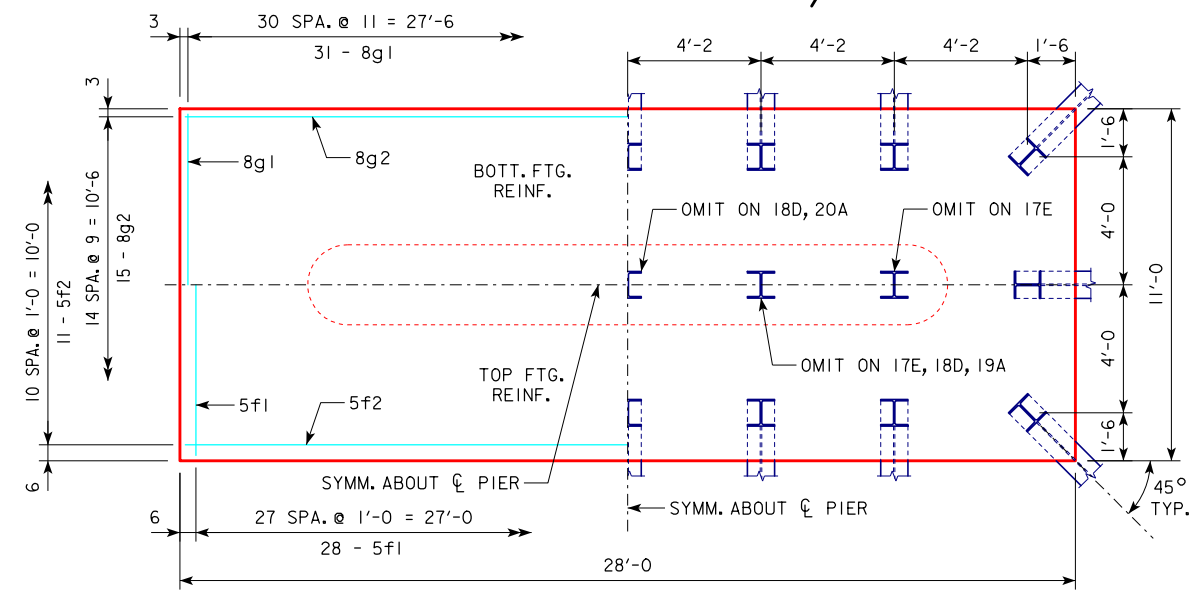 3
30 SPA. @ 11 = 27'-6
31 - 8g1
4'-2
4'-2
4'-2
1'-6
3
14 SPA. @ 9 = 10'-6
15 - 8g2
10 SPA. @ 1'-0 = 10'-0
11 - 5f2
6
8g1
8g2
BOTT. FTG.
REINF.
OMIT ON 18D, 20A
OMIT ON 17E
1'-6
4'-0
11'-0
4'-0
1'-6
OMIT ON 17E, 18D, 19A
TOP FTG.
REINF.
5f1
5f2
SYMM. ABOUT ℄ PIER
SYMM. ABOUT ℄ PIER
45°
TYP.
6
27 SPA. @ 1'-0 = 27'-0
28 - 5f1
28'-0